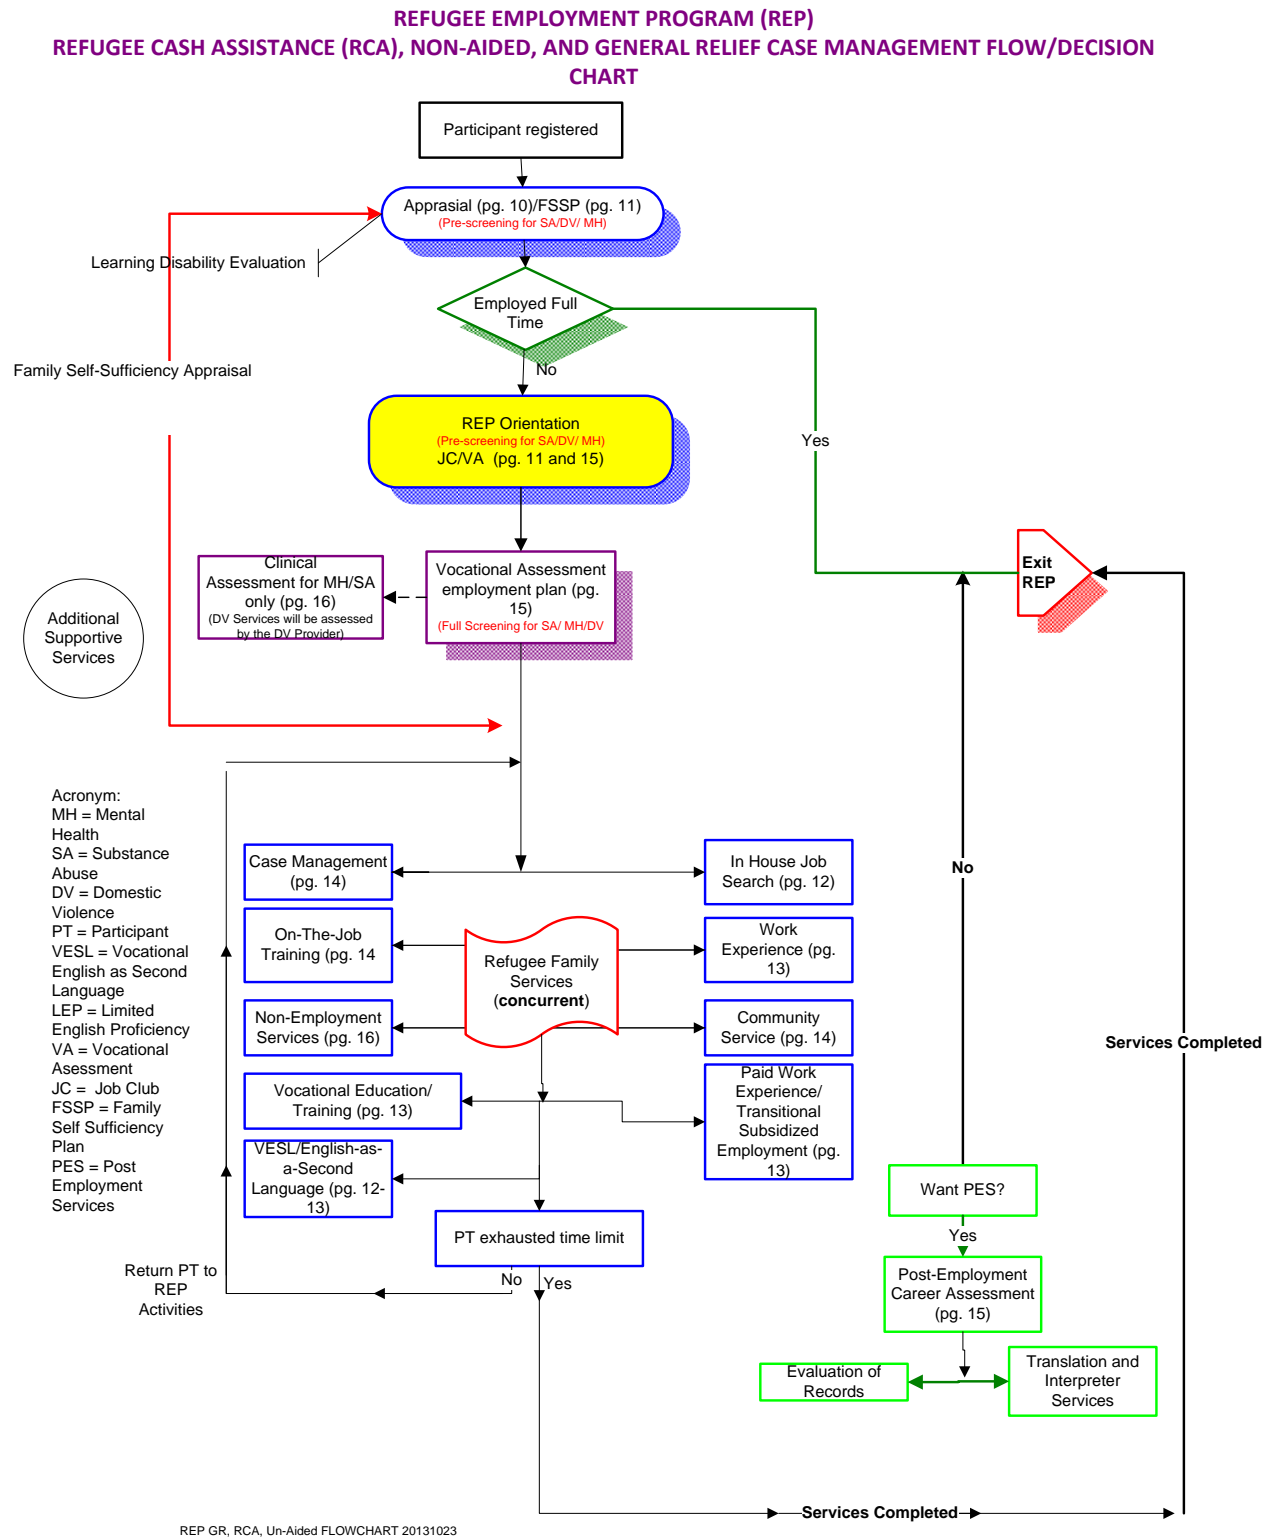 REFUGEE EMPLOYMENT PROGRAM (REP)
REFUGEE CASH ASSISTANCE (RCA), NON-AIDED, AND GENERAL RELIEF CASE MANAGEMENT FLOW/DECISION
CHART
Participant registered
Apprasial (pg. 10)/FSSP (pg. 11)
(Pre-screening for SA/DV/ MH)
Learning Disability Evaluation
Employed Full
Time
Family Self-Sufficiency Appraisal
No
REP Orientation
(Pre-screening for SA/DV/ MH)
JC/VA  (pg. 11 and 15)
Yes
Clinical
Assessment for MH/SA
only (pg. 16)
(DV Services will be assessed
by the DV Provider)
Vocational Assessment
employment plan (pg.
15)
(Full Screening for SA/ MH/DV
Exit
REP
Additional
Supportive
Services
Acronym:
MH = Mental
Health
SA = Substance
Abuse
DV = Domestic
Violence
PT = Participant
VESL = Vocational
English as Second
Language
LEP = Limited
English Proficiency
VA = Vocational
Asessment
JC =  Job Club
FSSP = Family
Self Sufficiency
Plan
PES = Post
Employment
Services
Case Management
(pg. 14)
In House Job
Search (pg. 12)
No
On-The-Job
Training (pg. 14
Refugee Family
Services
(concurrent)
Work
Experience (pg.
13)
Non-Employment
Services (pg. 16)
Community
Service (pg. 14)
Services Completed
Vocational Education/
Training (pg. 13)
Paid Work
Experience/
Transitional
Subsidized
Employment (pg.
13)
VESL/English-as-
a-Second
Language (pg. 12-
13)
Want PES?
PT exhausted time limit
Yes
Return PT to
REP
Activities
No
Yes
Post-Employment
Career Assessment
(pg. 15)
Evaluation of
Records
Translation and
Interpreter
Services
Services Completed
REP GR, RCA, Un-Aided FLOWCHART 20131023